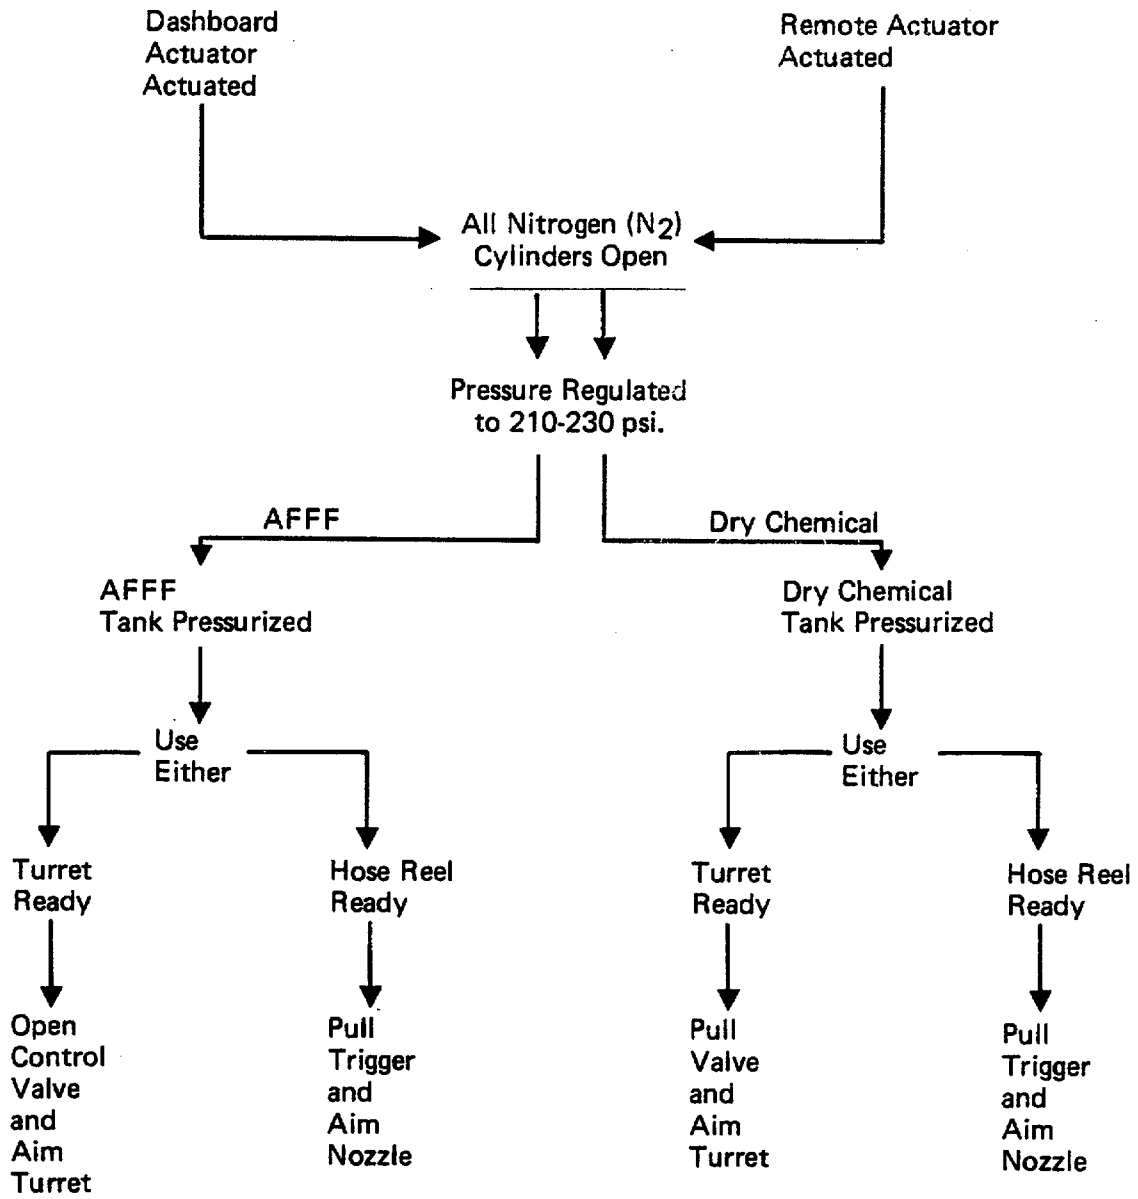 Dashboard
Actuator
Actuated
Remote Actuator
Actuated
All Nitrogen (N2)
Cylinders Open
Pressure Regulated
to 210-230 psi.
AFFF
Dry Chemical
AFFF
Tank Pressurized
Dry Chemical
Tank Pressurized
Use
Either
Use
Either
Turret
Ready
Hose Reel
Ready
Turret
Ready
Hose Reel
Ready
Open
Control
Valve
and
Aim
Turret
Pull
Trigger
and
Aim
Nozzle
Pull
Valve
and
Aim
Turret
Pull
Trigger
and
Aim
Nozzle